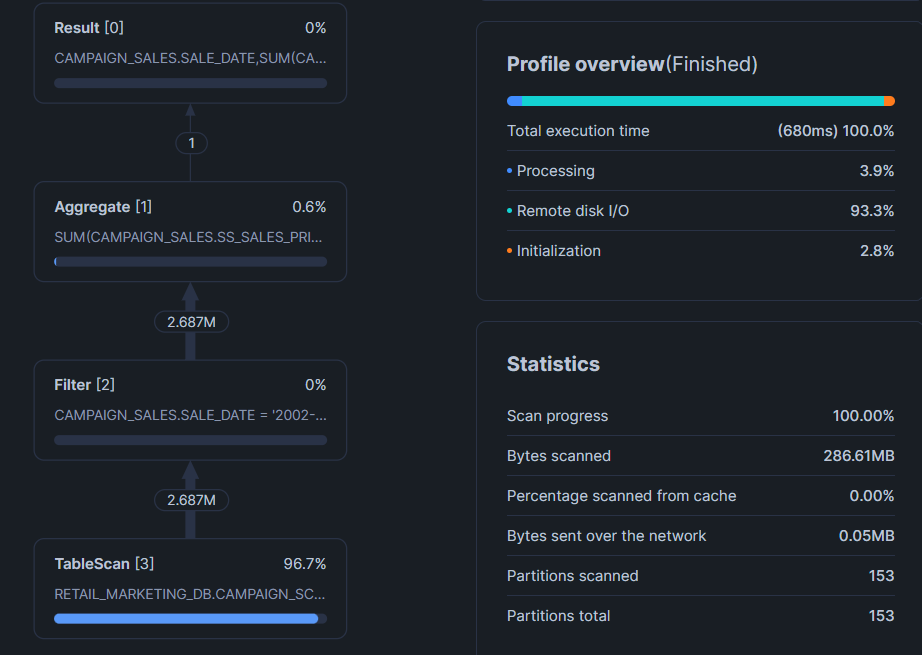 Result [0] 0%
CAMPAIGN_SALES.SALE_DATE,SUM(CA...
1
Aggregate [1] 0.6%
SUM(CAMPAIGN_SALES.SS_SALES_PRI...
2.687M
Filter [2] 0%
CAMPAIGN_SALES.SALE_DATE = '2002-...
2.687M
TableScan [3] 96.7%
RETAIL_MARKETING_DB.CAMPAIGN_SC...
Profile overview(Finished)
Total execution time (680ms) 100.0%
Processing 3.9%
Remote disk I/O 93.3%
Initialization 2.8%
Statistics
Scan progress 100.00%
Bytes scanned 286.61MB
Percentage scanned from cache 0.00%
Bytes sent over the network 0.05MB
Partitions scanned 153
Partitions total 153